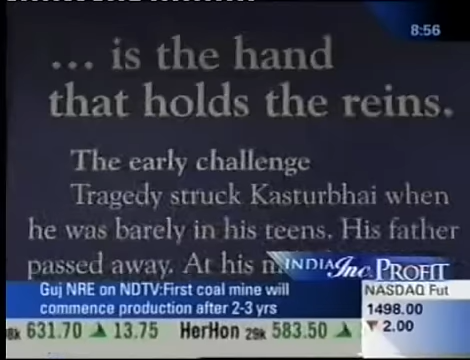 8:56
... is the hand
that holds the reins.
The early challenge
Tragedy struck Kasturbhai when
he was barely in his teens. His father
passed away. At his
INDIA Inc. PROFIT
Guj NRE on NDTV:First coal mine will
commence production after 2-3 yrs
NASDAQ Fut
1498.00
▼ 2.00
631.70 ▲ 13.75 HerHon 29k 583.50 ▲